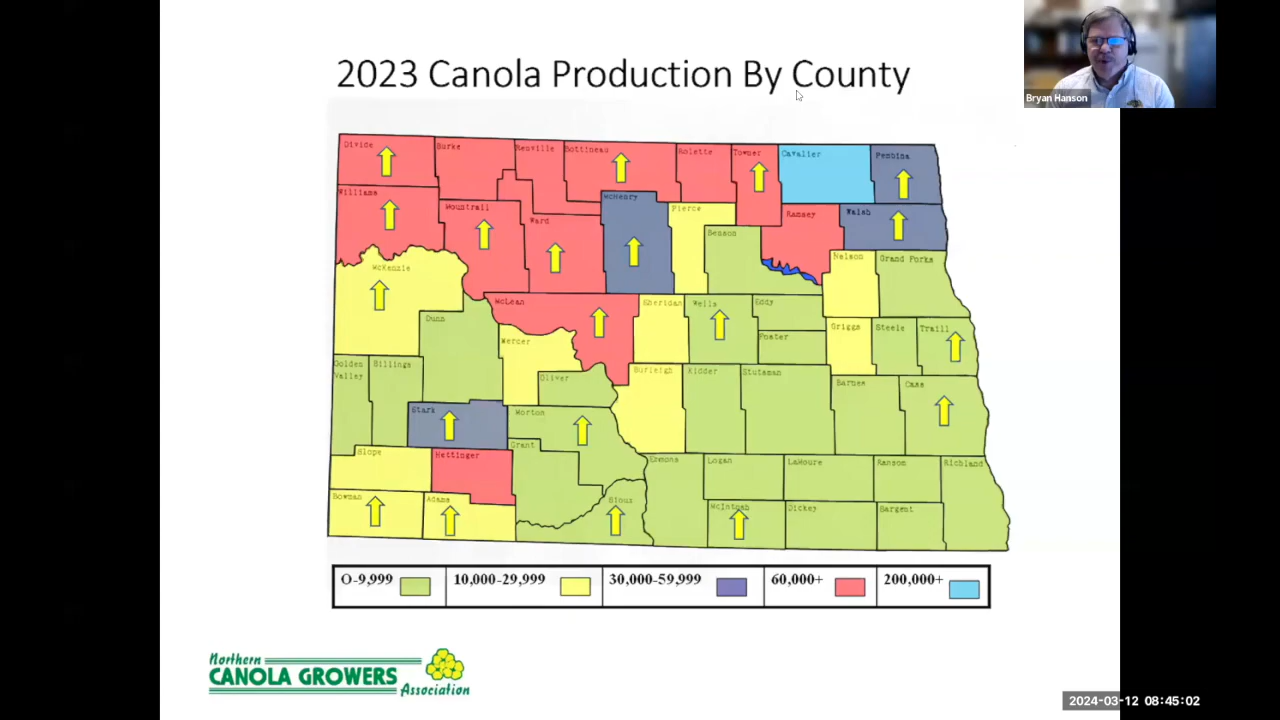 2023 Canola Production By County
Bryan Hanson
Divide
Burke
Renville
Bottineau
Rolette
Towner
Cavalier
Pembina
Williams
Mountrail
Ward
McHenry
Pierce
Benson
Ramsey
Walsh
McKenzie
Nelson
Grand Forks
Dunn
McLean
Sheridan
Wells
Eddy
Foster
Griggs
Steele
Traill
Mercer
Oliver
Golden
Valley
Billings
Burleigh
Kidder
Stutsman
Barnes
Cass
Stark
Morton
Grant
Slope
Hettinger
Emmons
Logan
LaMoure
Ransom
Richland
Bowman
Adams
Sioux
McIntosh
Dickey
Sargent
0-9,999
10,000-29,999
30,000-59,999
60,000+
200,000+
Northern
CANOLA GROWERS
Association
2024-03-12 08:45:02